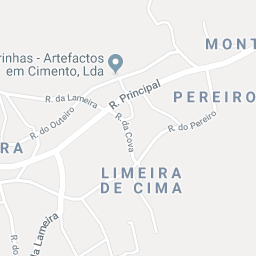 rinhas - Artefactos
em Cimento, Lda
MONT
R. Principal
PEREIRO
R. da Lameira
R. do Outeiro
R. da Cova
R. do Pereiro
RA
LIMEIRA
DE CIMA
R. do
da Lameira